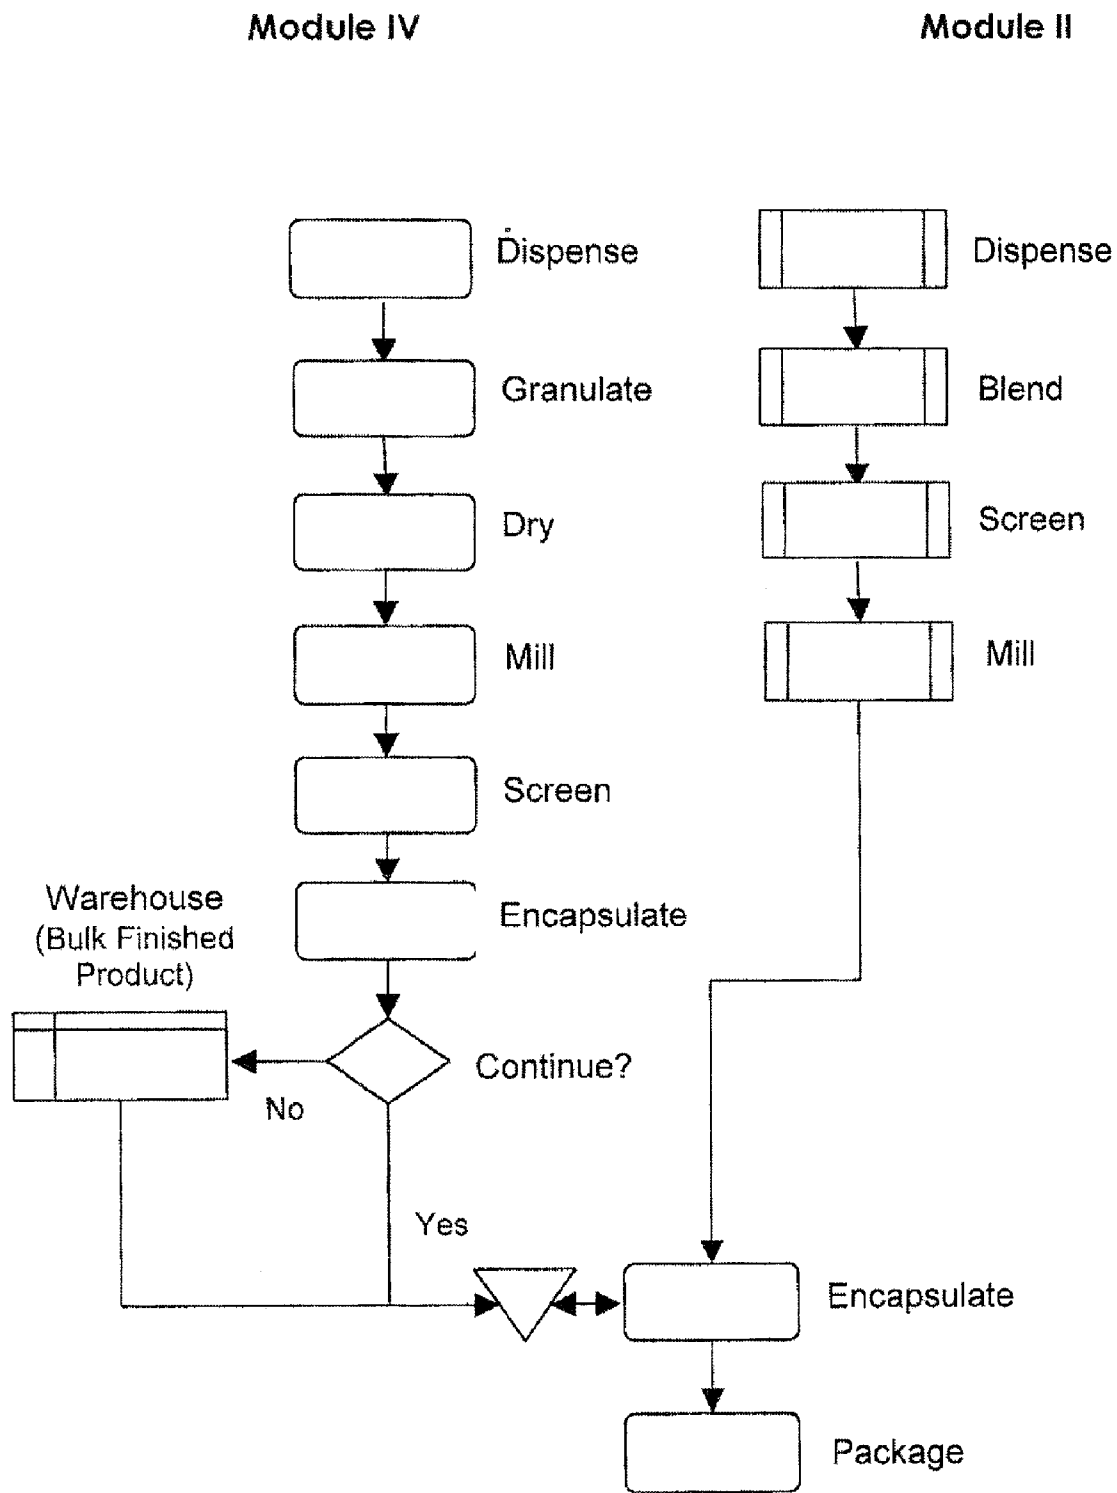 Module IV
Module II
Dispense
Dispense
Granulate
Blend
Dry
Screen
Mill
Mill
Screen
Encapsulate
Warehouse
(Bulk Finished
Product)
Continue?
No
Yes
Encapsulate
Package